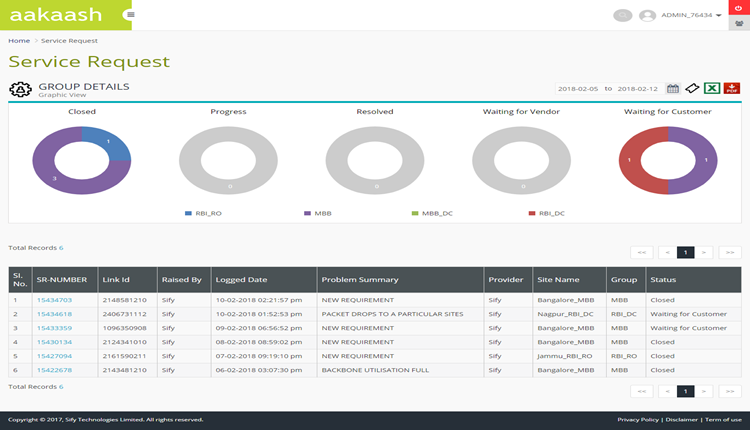 aakaash
ADMIN_76434
Home > Service Request
Service Request
GROUP DETAILS
Graphic View
2018-02-05 to 2018-02-12
PDF
Closed Progress Resolved Waiting for Vendor Waiting for Customer
1 3 0 0 0 1 1
RBI_RO MBB MBB_DC RBI_DC
Total Records 6
<< < 1 > >>
Sl. No. SR-NUMBER Link Id Raised By Logged Date Problem Summary Provider Site Name Group Status
1 15434703 2148581210 Sify 10-02-2018 02:21:57 pm NEW REQUIREMENT Sify Bangalore_MBB MBB Closed
2 15434618 2406731112 Sify 10-02-2018 01:52:53 pm PACKET DROPS TO A PARTICULAR SITES Sify Nagpur_RBI_DC RBI_DC Waiting for Customer
3 15433359 1096350908 Sify 09-02-2018 06:56:52 pm NEW REQUIREMENT Sify Bangalore_MBB MBB Waiting for Customer
4 15430134 2124341010 Sify 08-02-2018 08:59:02 pm NEW REQUIREMENT Sify Bangalore_MBB MBB Closed
5 15427094 2161590211 Sify 07-02-2018 09:19:10 pm NEW REQUIREMENT Sify Jammu_RBI_RO RBI_RO Closed
6 15422678 2143481210 Sify 06-02-2018 03:07:30 pm BACKBONE UTILISATION FULL Sify Bangalore_MBB MBB Closed
Total Records 6
<< < 1 > >>
Copyright © 2017, Sify Technologies Limited. All rights reserved. Privacy Policy | Disclaimer | Term of use